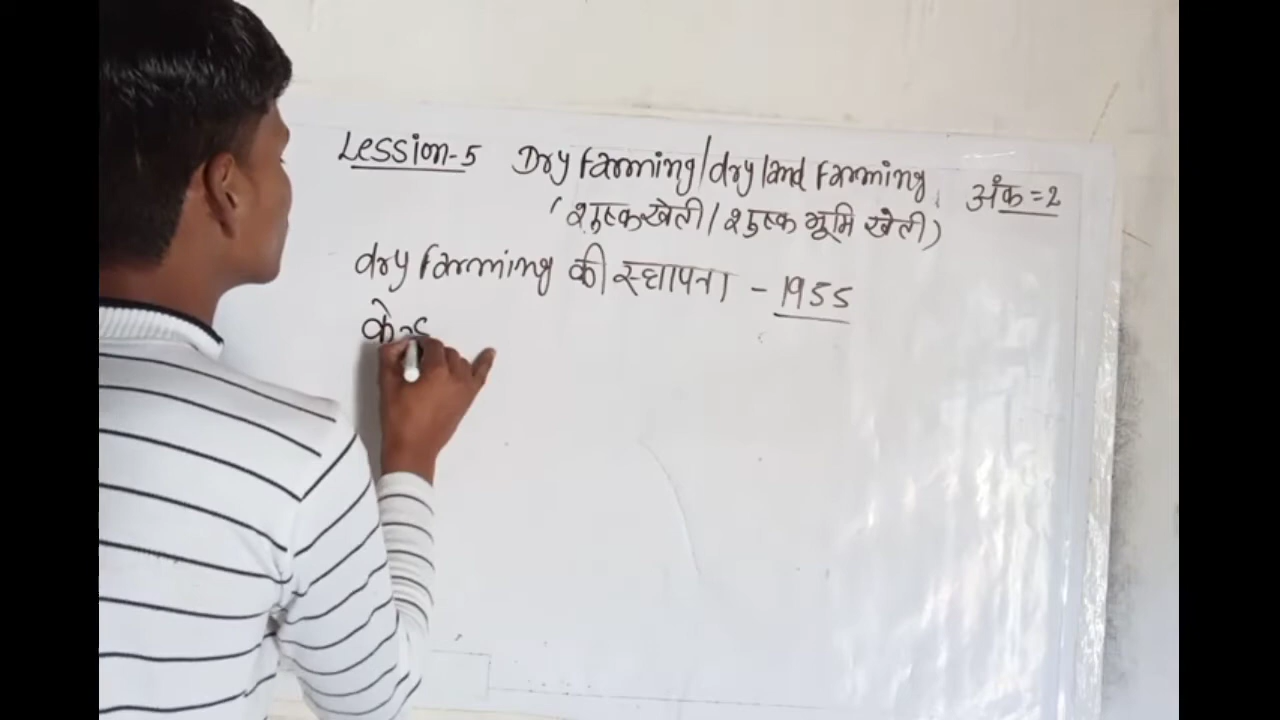 Lession-5 Dry Farming/dry land Farming अंक=2
(शुष्क खेती/शुष्क भूमि खेती)
dry farming की स्थापना - 1955